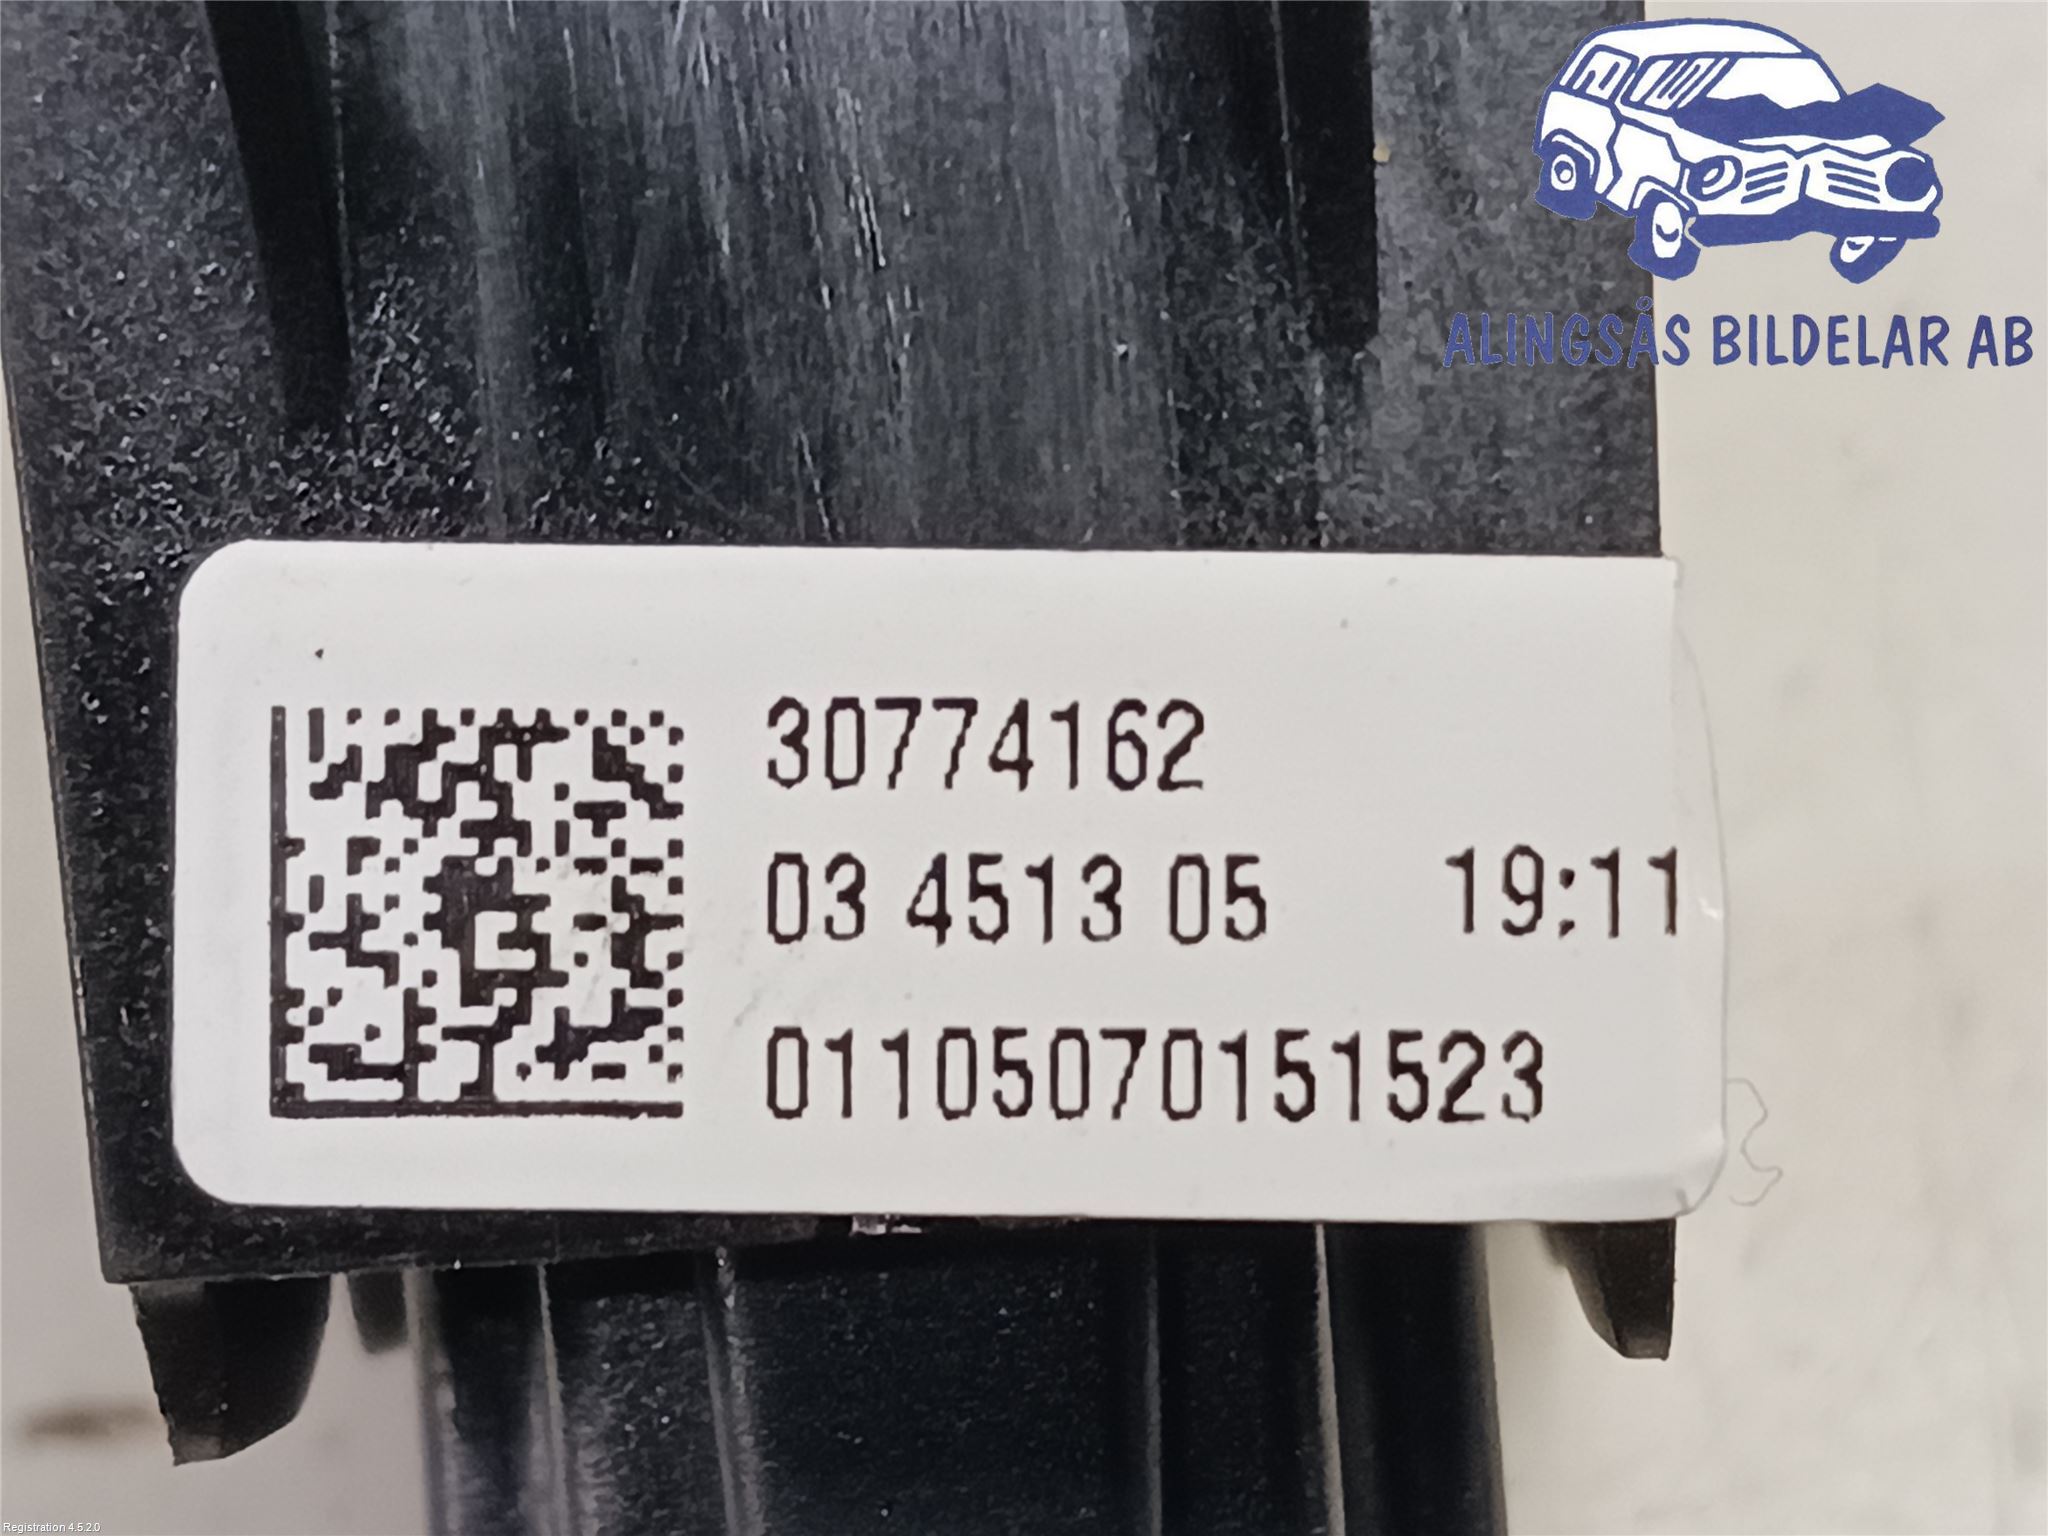 ALINGSÅS BILDELAR AB
30774162
03 4513 05 19:11
01105070151523
Registration 4.5.2.0